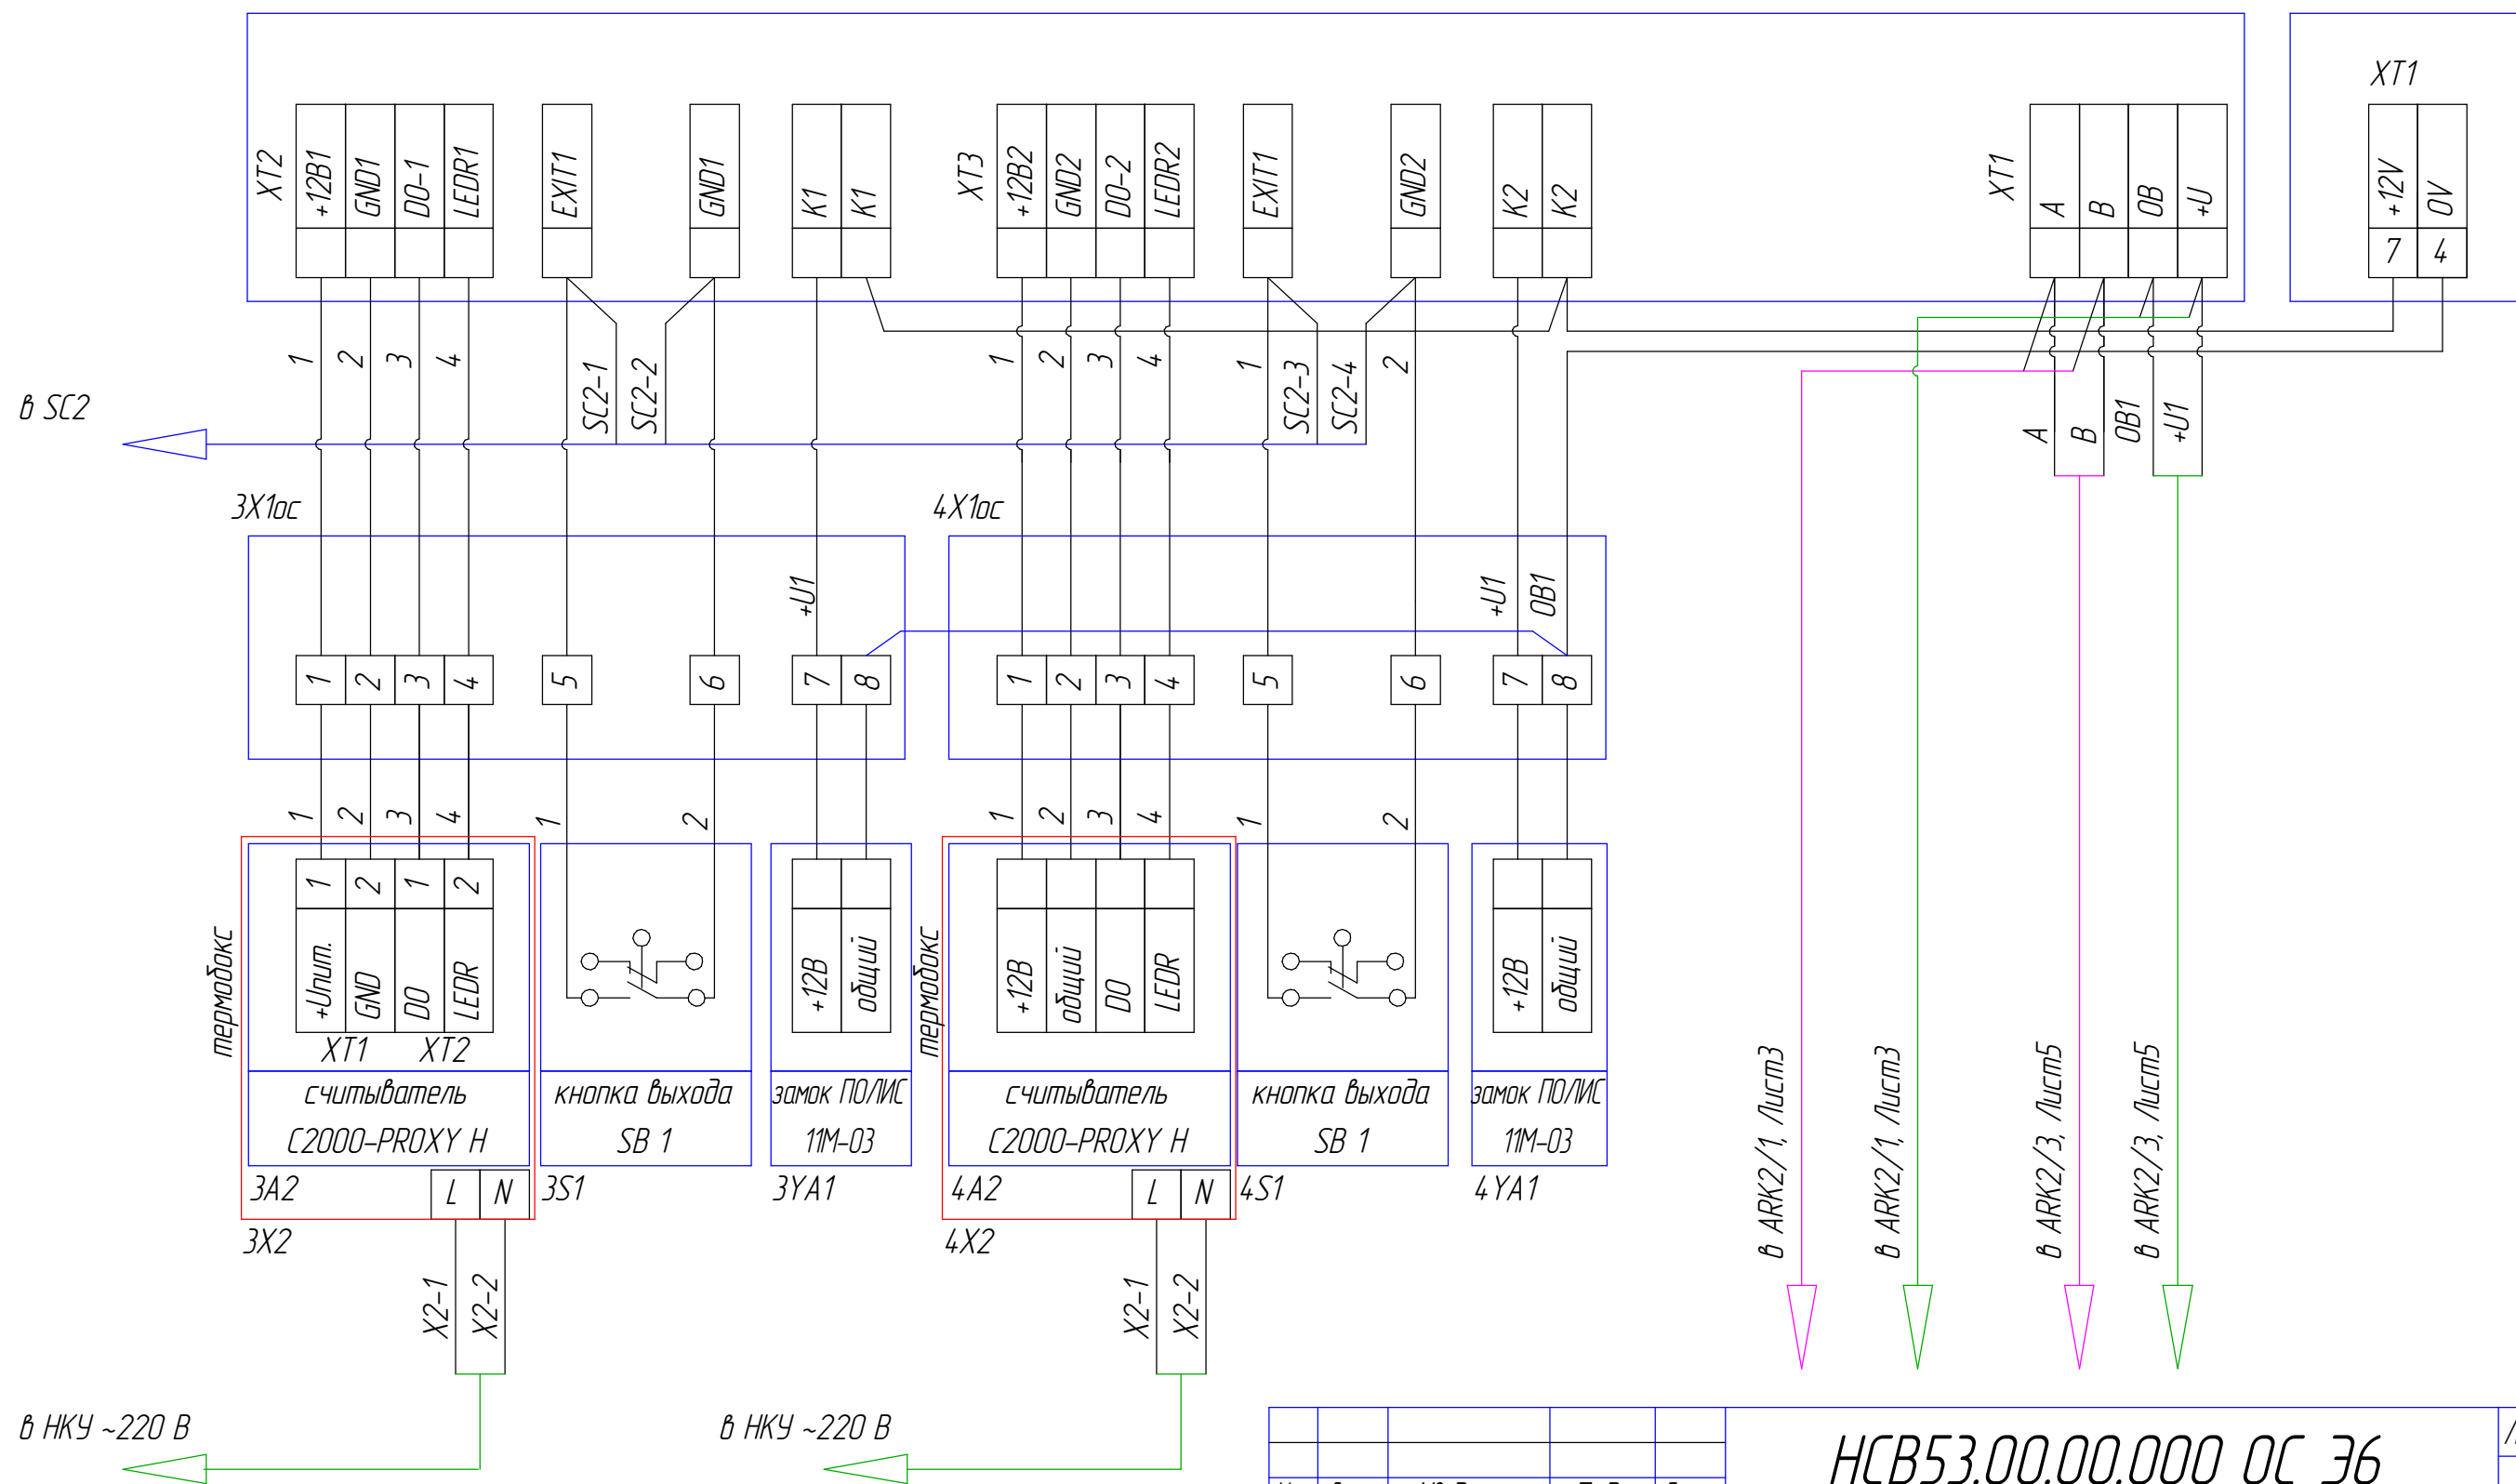 XT1
XT2 +12В1 GND1 DO-1 LEDR1 EXIT1 GND1 K1 K1
XT3 +12В2 GND2 DO-2 LEDR2 EXIT1 GND2 K2 K2
XT1 A B 0В +U
+12V 0V
7 4
1 2 3 4 SC2-1 SC2-2
1 2 3 4 1 SC2-3 SC2-4 2
в SC2
A B 0В1 +U1
3X1ос
4X1ос
+U1
+U1 0В1
1 2 3 4 5 6 7 8
1 2 3 4 5 6 7 8
1 2 3 4 1 2
1 2 3 4 1 2
1 2 1 2
термобокс
+Uпит. GND DO LEDR
+12В общий
термобокс
+12В общий DO LEDR
+12В общий
XT1 XT2
считыватель
С2000-PROXY H
кнопка выхода
SB 1
замок ПОЛИС
11М-03
считыватель
С2000-PROXY H
кнопка выхода
SB 1
замок ПОЛИС
11М-03
3A2 L N 3S1 3YA1
4A2 L N 4S1 4YA1
3X2
4X2
X2-1 X2-2
X2-1 X2-2
в ARK2/1, Лист3
в ARK2/1, Лист3
в ARK2/3, Лист5
в ARK2/3, Лист5
в НКУ ~220 В
в НКУ ~220 В
НСВ53.00.00.000 ОС Э6